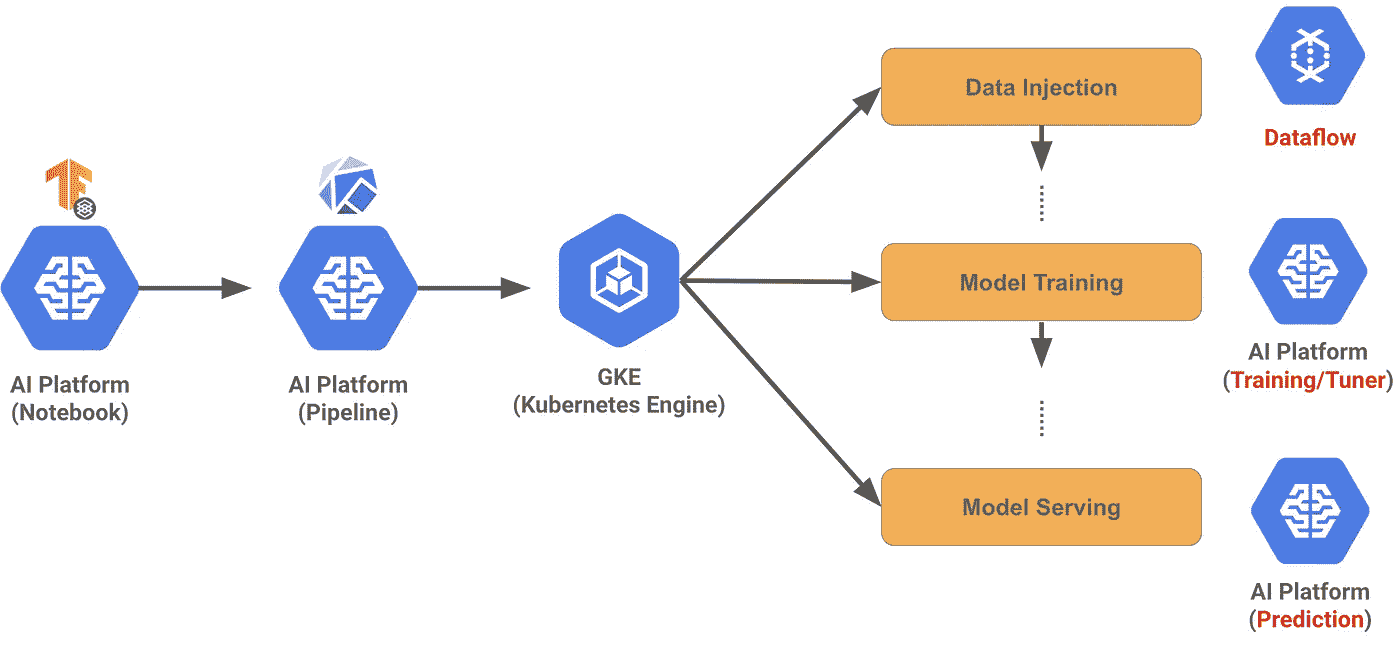 AI Platform
(Notebook)
AI Platform
(Pipeline)
GKE
(Kubernetes Engine)
Data Injection
Dataflow
Model Training
AI Platform
(Training/Tuner)
Model Serving
AI Platform
(Prediction)